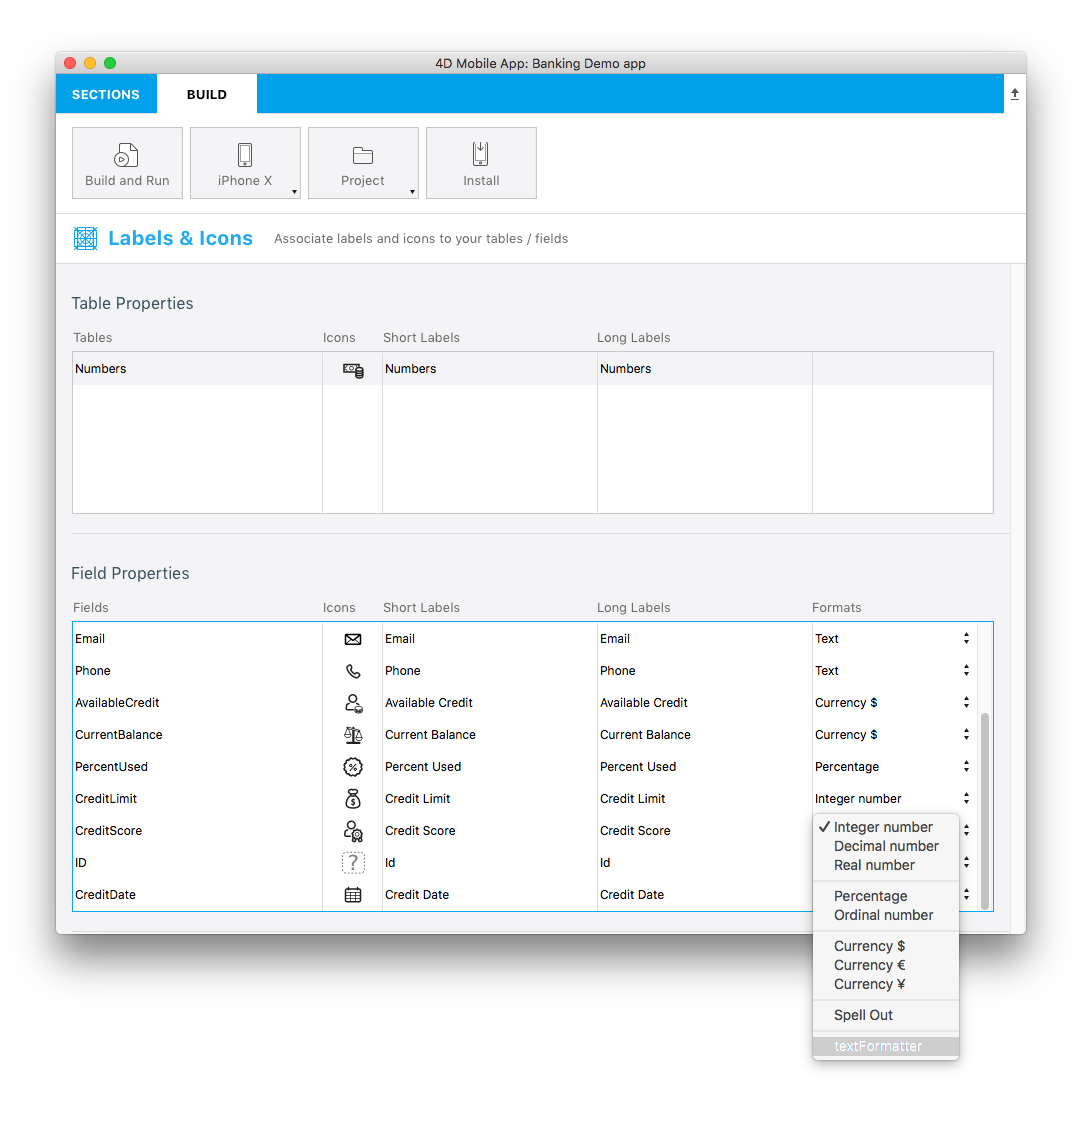 4D Mobile App: Banking Demo app
SECTIONS BUILD
Build and Run iPhone X Project Install
Labels & Icons Associate labels and icons to your tables / fields
Table Properties
Tables Icons Short Labels Long Labels
Numbers Numbers Numbers
Field Properties
Fields Icons Short Labels Long Labels Formats
Email Email Email Text
Phone Phone Phone Text
AvailableCredit Available Credit Available Credit Currency $
CurrentBalance Current Balance Current Balance Currency $
PercentUsed Percent Used Percent Used Percentage
CreditLimit Credit Limit Credit Limit Integer number
CreditScore Credit Score Credit Score
ID ? Id Id
CreditDate Credit Date Credit Date
✓ Integer number
Decimal number
Real number
Percentage
Ordinal number
Currency $
Currency €
Currency ¥
Spell Out
textFormatter